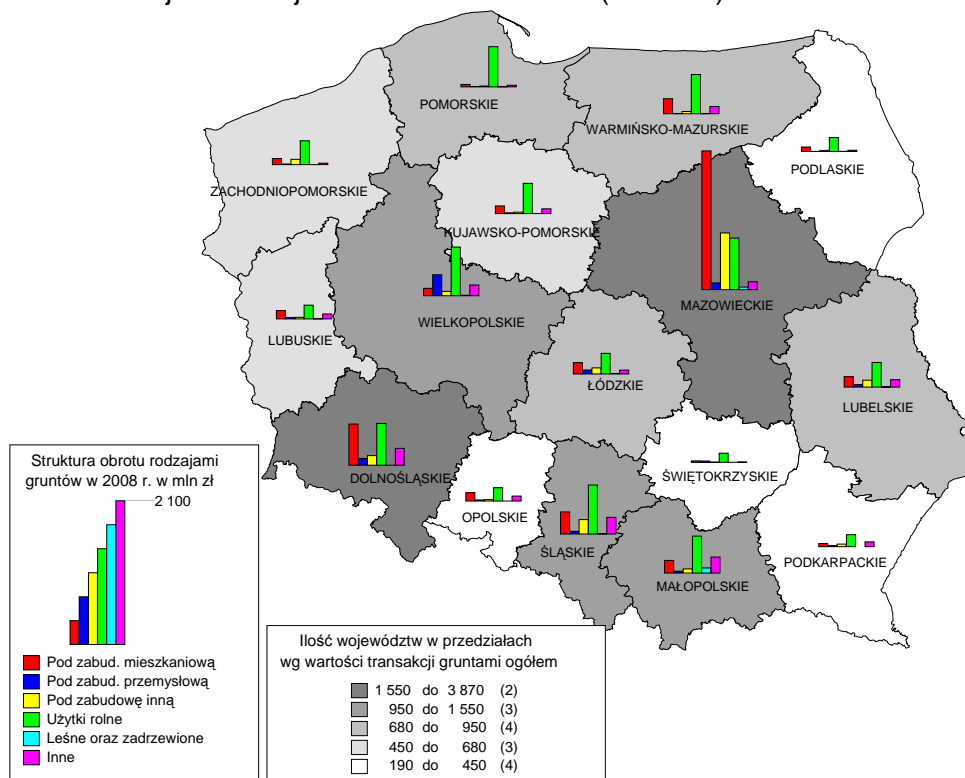 POMORSKIE
WARMIŃSKO-MAZURSKIE
PODLASKIE
ZACHODNIOPOMORSKIE
KUJAWSKO-POMORSKIE
MAZOWIECKIE
WIELKOPOLSKIE
LUBUSKIE
ŁÓDZKIE
LUBELSKIE
DOLNOŚLĄSKIE
ŚWIĘTOKRZYSKIE
OPOLSKIE
ŚLĄSKIE
PODKARPACKIE
MAŁOPOLSKIE
Struktura obrotu rodzajami
gruntów w 2008 r. w mln zł
2 100
Pod zabud. mieszkaniową
Pod zabud. przemysłową
Pod zabudowę inną
Użytki rolne
Leśne oraz zadrzewione
Inne
Ilość województw w przedziałach
wg wartości transakcji gruntami ogółem
1 550 do 3 870 (2)
950 do 1 550 (3)
680 do 950 (4)
450 do 680 (3)
190 do 450 (4)